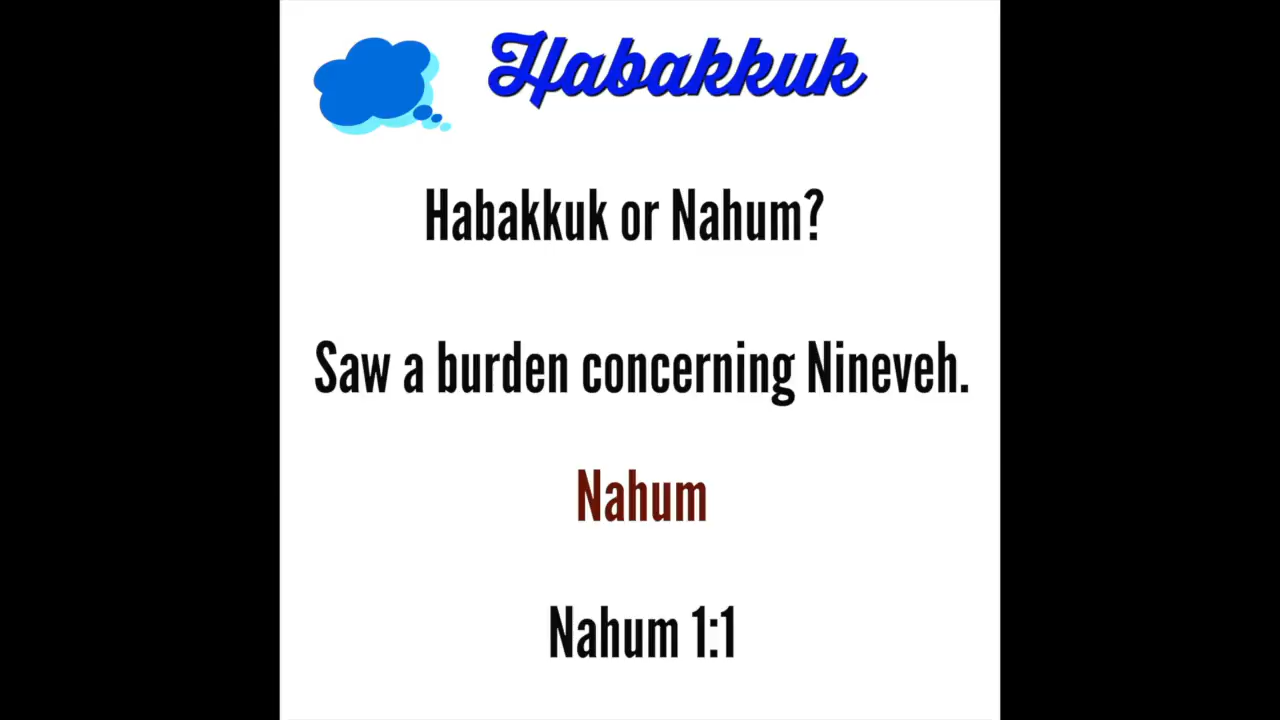 Habakkuk
Habakkuk or Nahum?
Saw a burden concerning Nineveh.
Nahum
Nahum 1:1